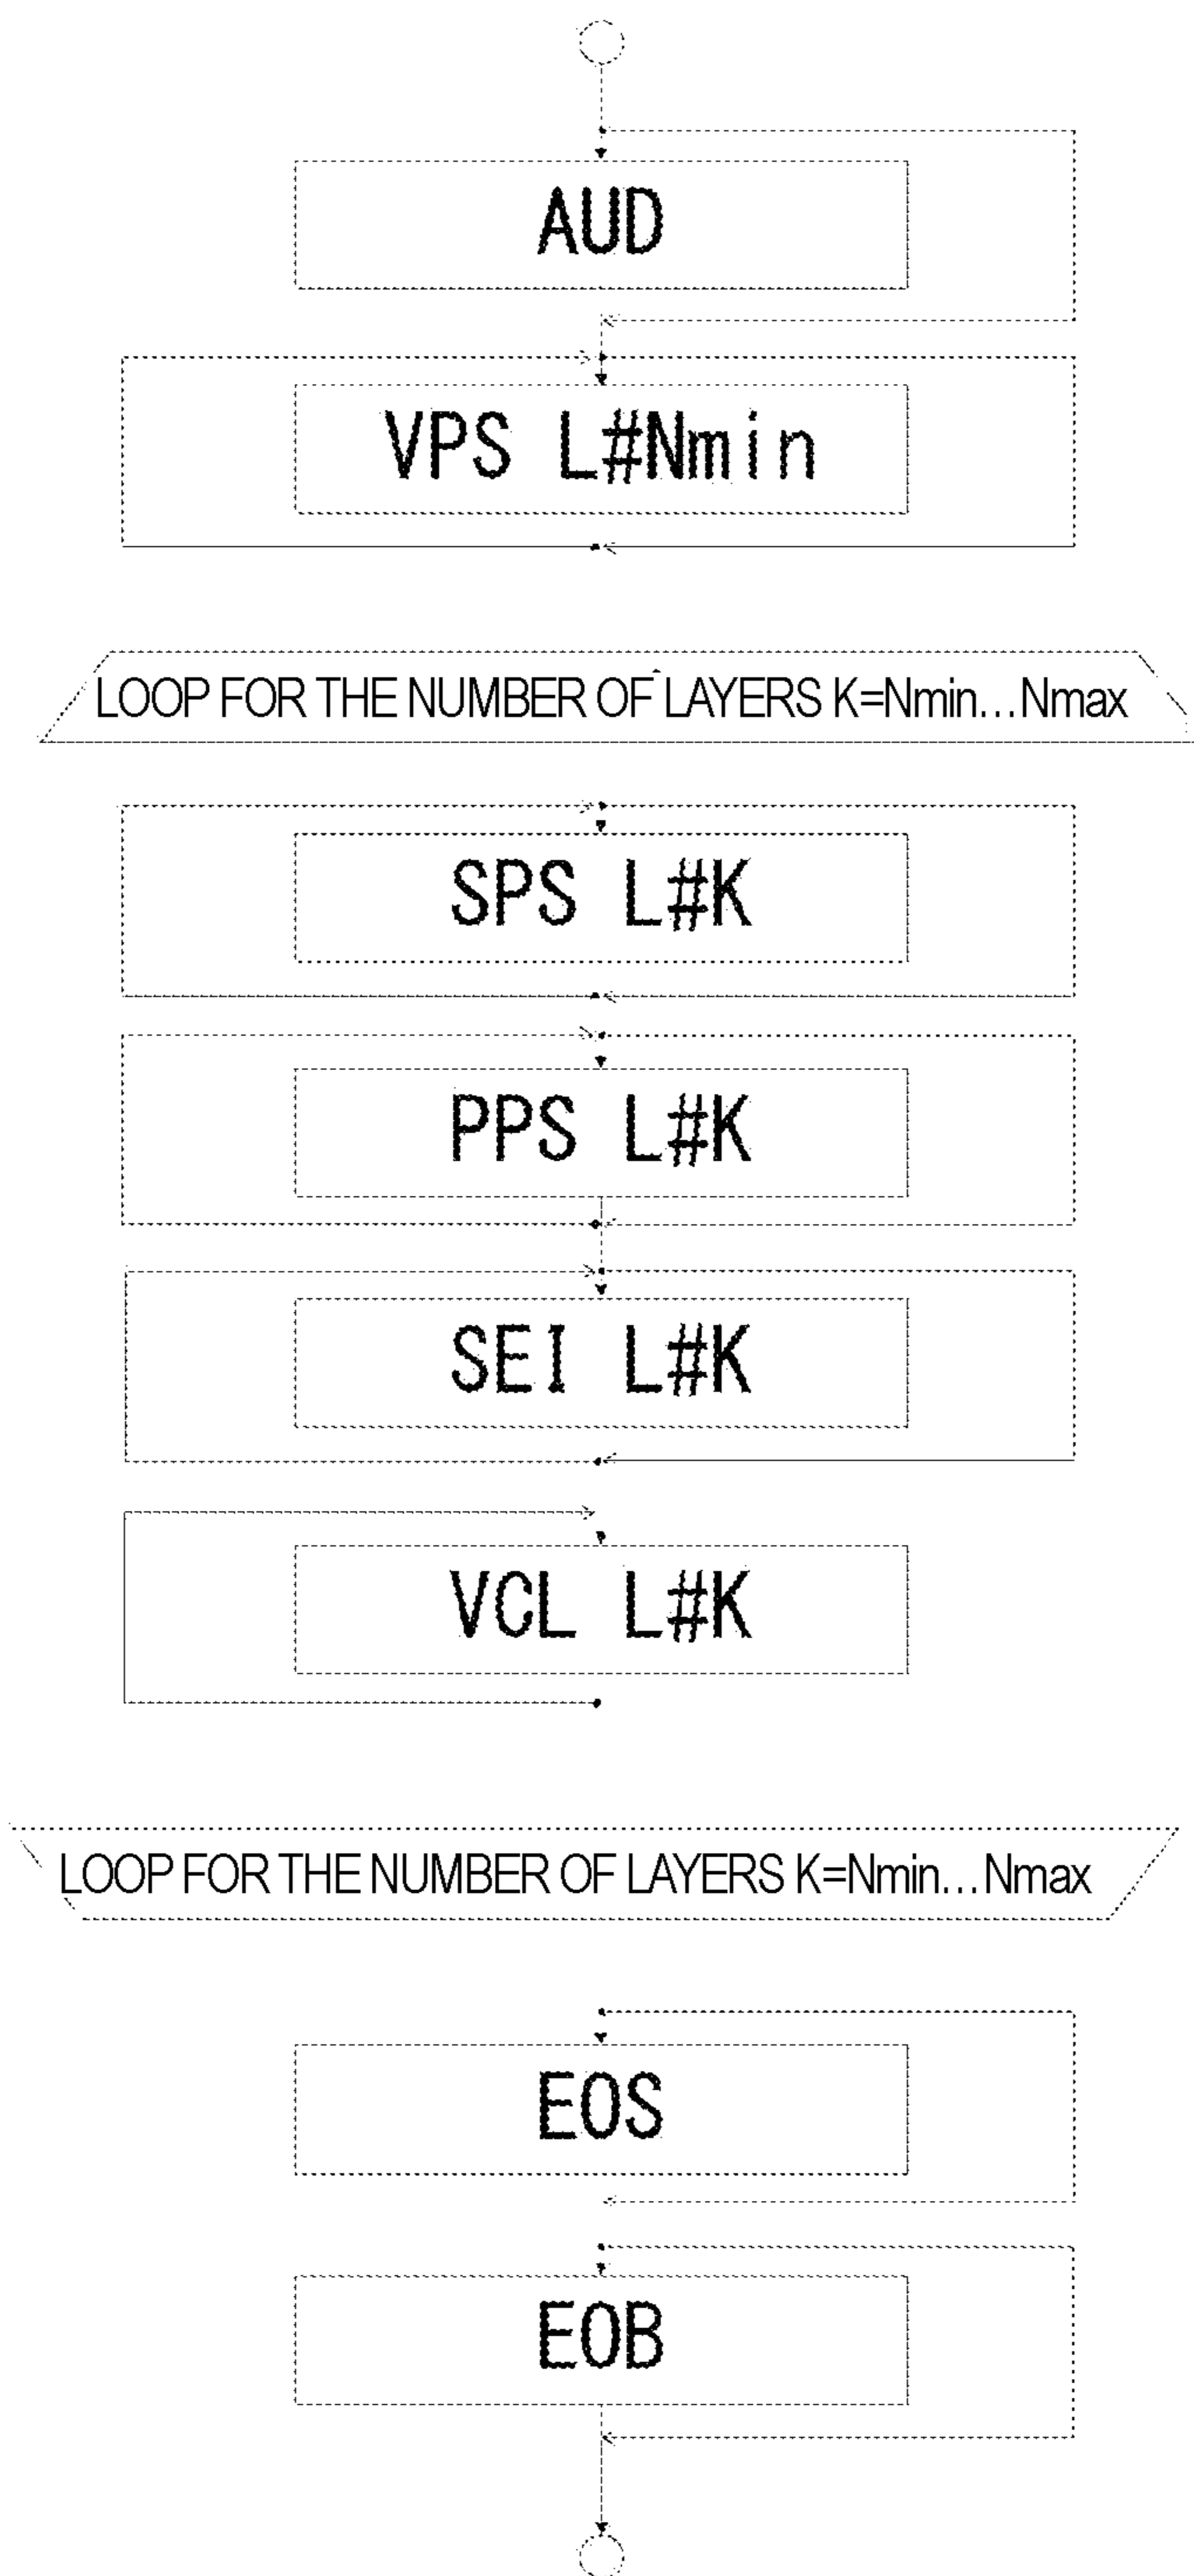 AUD
VPS L#Nmin
LOOP FOR THE NUMBER OF LAYERS K=Nmin...Nmax
SPS L#K
PPS L#K
SEI L#K
VCL L#K
LOOP FOR THE NUMBER OF LAYERS K=Nmin...Nmax
EOS
EOB